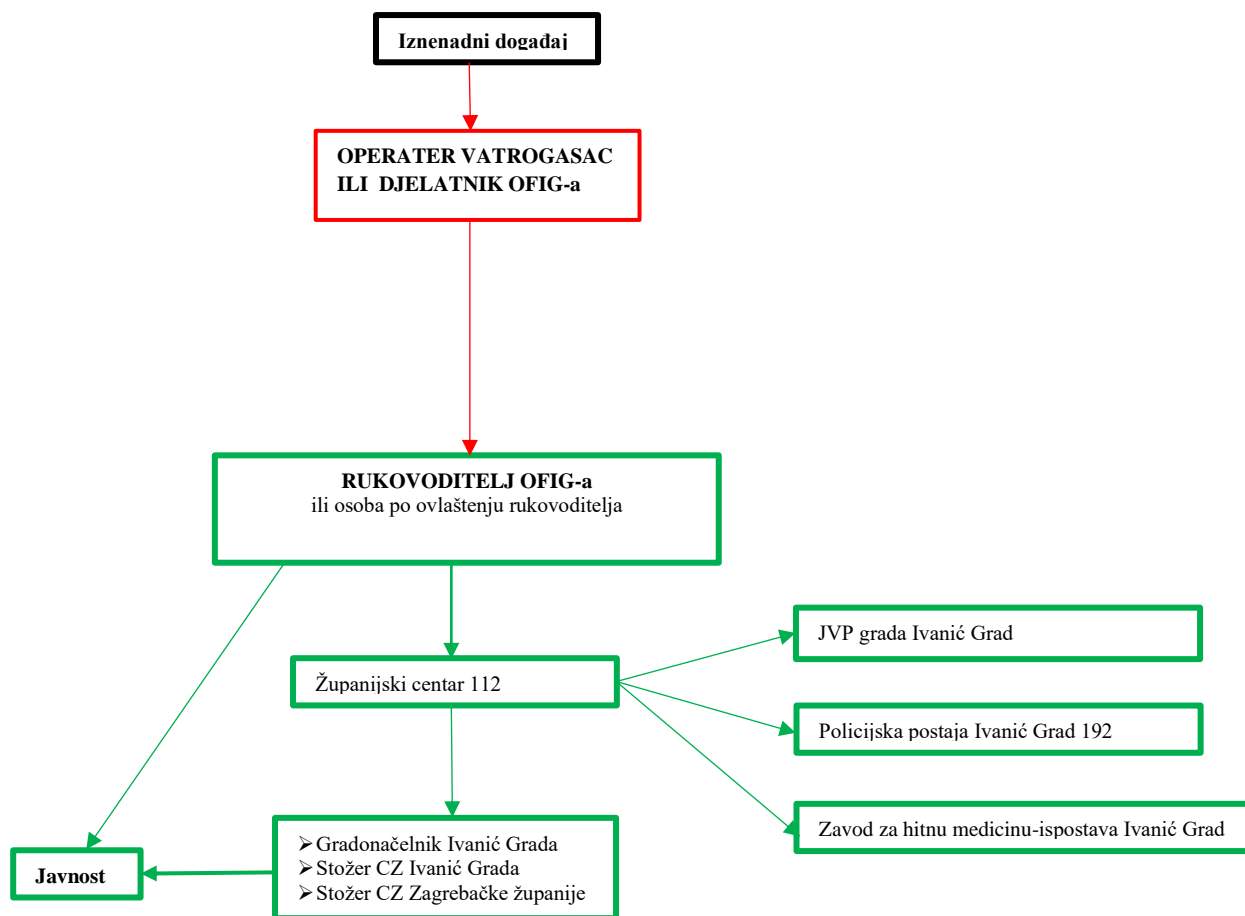 Iznenadni događaj
OPERATER VATROGASAC
ILI DJELATNIK OFIG-a
RUKOVODITELJ OFIG-a
ili osoba po ovlaštenju rukovoditelja
JVP grada Ivanić Grad
Županijski centar 112
Policijska postaja Ivanić Grad 192
Zavod za hitnu medicinu-ispostava Ivanić Grad
➢Gradonačelnik Ivanić Grada
➢Stožer CZ Ivanić Grada
➢Stožer CZ Zagrebačke županije
Javnost